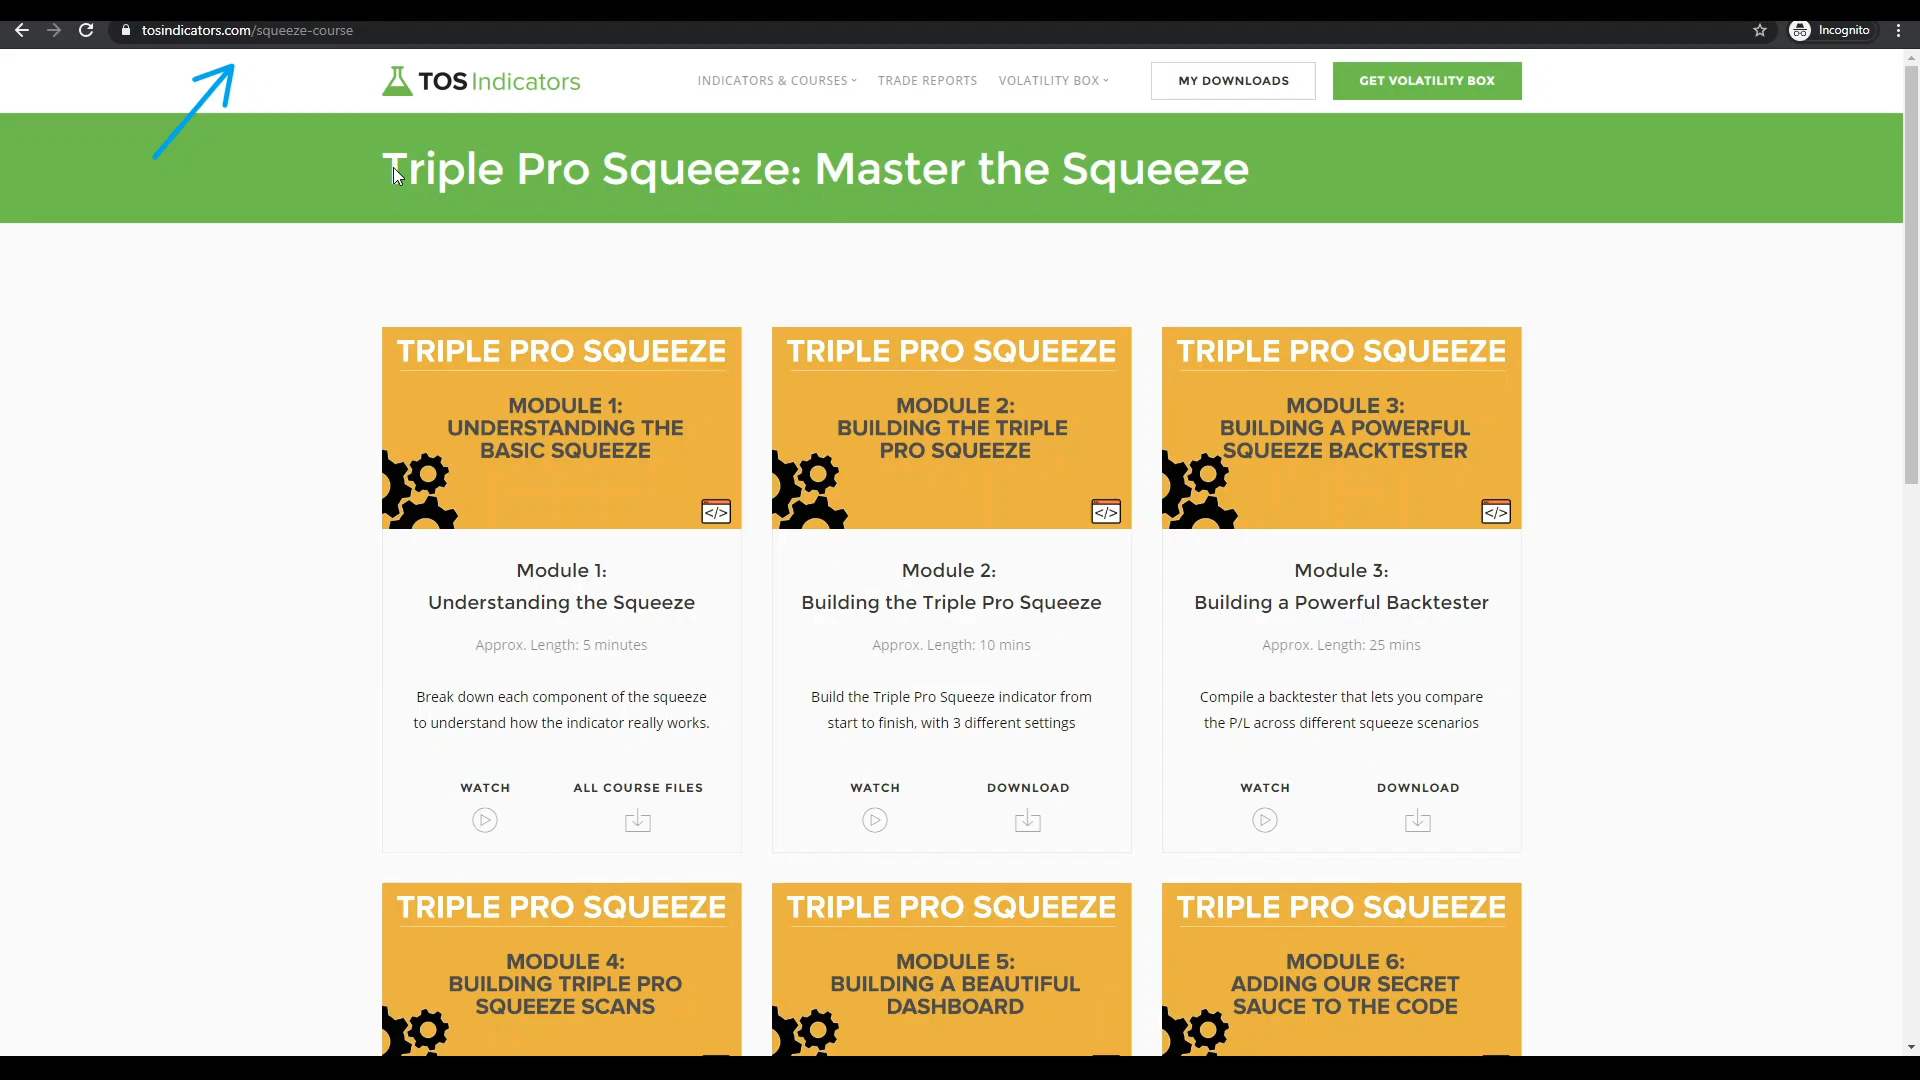 tosindicators.com/squeeze-course
Incognito
TOS Indicators
INDICATORS & COURSES
TRADE REPORTS
VOLATILITY BOX
MY DOWNLOADS
GET VOLATILITY BOX
Triple Pro Squeeze: Master the Squeeze
TRIPLE PRO SQUEEZE
MODULE 1:
UNDERSTANDING THE
BASIC SQUEEZE
</>
Module 1:
Understanding the Squeeze
Approx. Length: 5 minutes
Break down each component of the squeeze
to understand how the indicator really works.
WATCH
ALL COURSE FILES
TRIPLE PRO SQUEEZE
MODULE 2:
BUILDING THE TRIPLE
PRO SQUEEZE
</>
Module 2:
Building the Triple Pro Squeeze
Approx. Length: 10 mins
Build the Triple Pro Squeeze indicator from
start to finish, with 3 different settings
WATCH
DOWNLOAD
TRIPLE PRO SQUEEZE
MODULE 3:
BUILDING A POWERFUL
SQUEEZE BACKTESTER
</>
Module 3:
Building a Powerful Backtester
Approx. Length: 25 mins
Compile a backtester that lets you compare
the P/L across different squeeze scenarios
WATCH
DOWNLOAD
TRIPLE PRO SQUEEZE
MODULE 4:
BUILDING TRIPLE PRO
SQUEEZE SCANS
TRIPLE PRO SQUEEZE
MODULE 5:
BUILDING A BEAUTIFUL
DASHBOARD
TRIPLE PRO SQUEEZE
MODULE 6:
ADDING OUR SECRET
SAUCE TO THE CODE